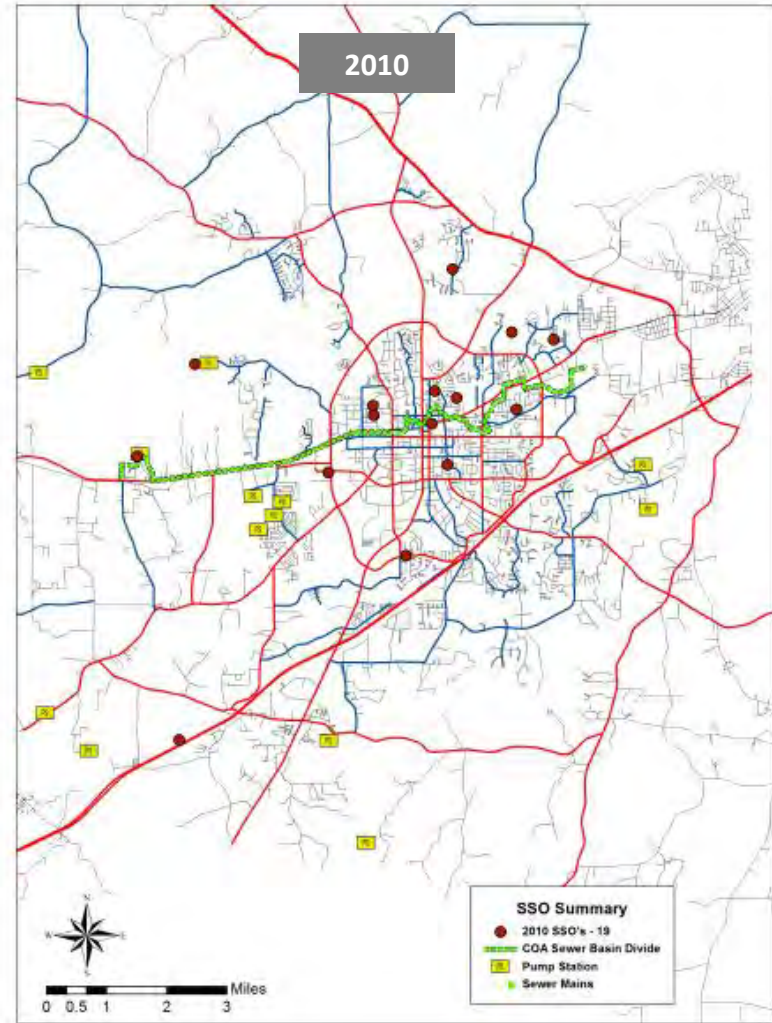 2010
N
W
E
S
Miles
0 0.5 1 2 3
SSO Summary
2010 SSO's - 19
COA Sewer Basin Divide
PS
Pump Station
Sewer Mains